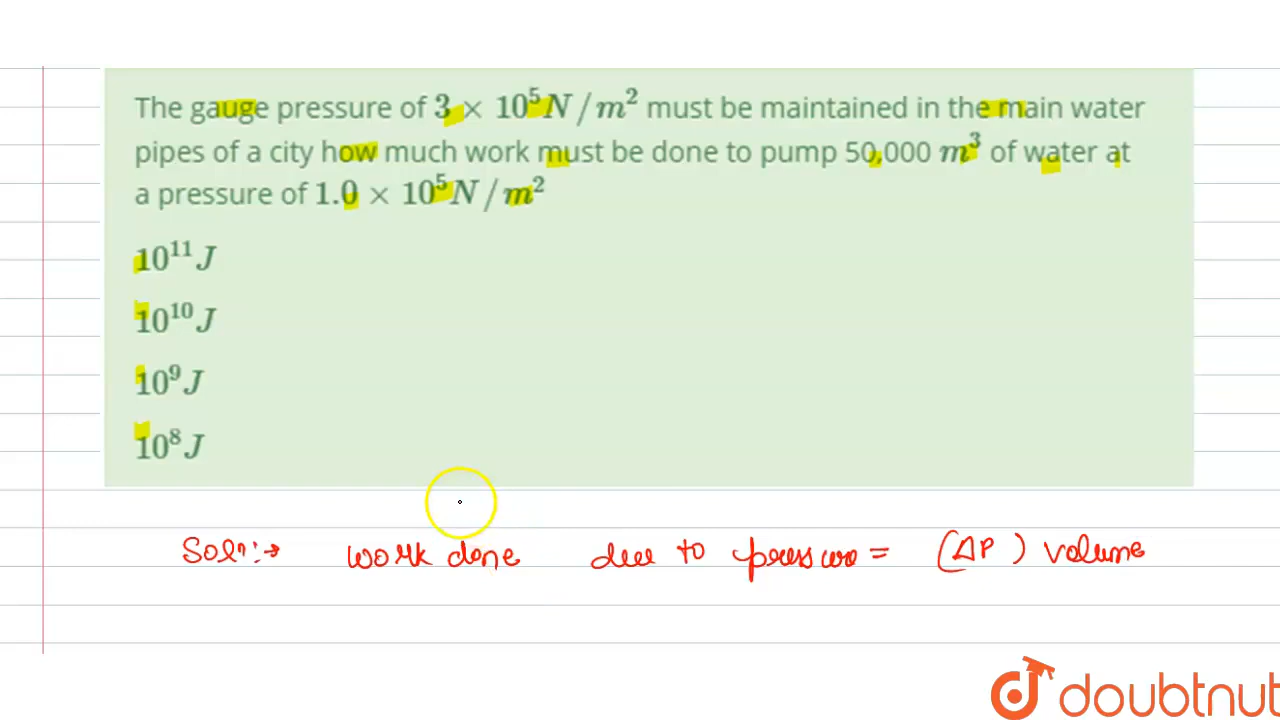 The gauge pressure of 3 × 10⁵ N/m² must be maintained in the main water
pipes of a city how much work must be done to pump 50,000 m³ of water at
a pressure of 1.0 × 10⁵ N/m²
10¹¹ J
10¹⁰ J
10⁹ J
10⁸ J
Soln:→ work done due to pressure = (ΔP) volume
doubtnut